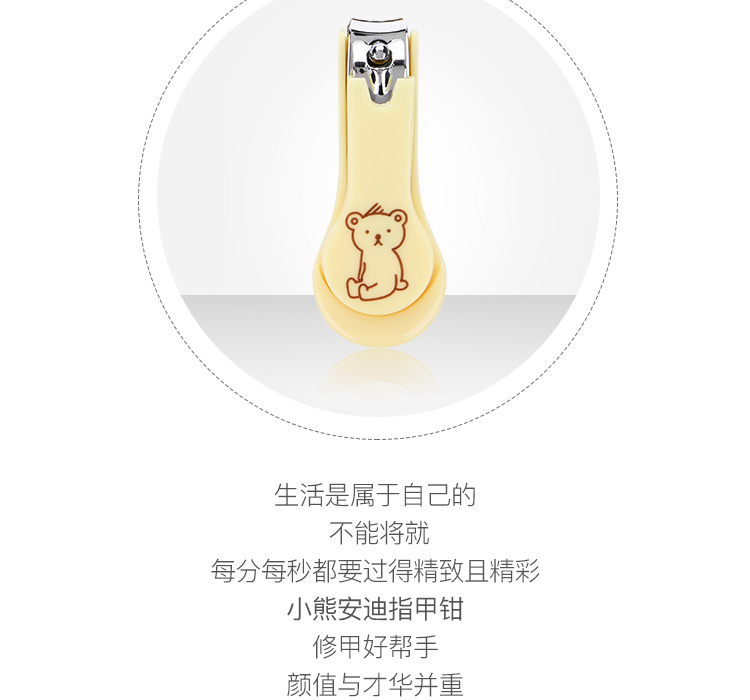 生活是属于自己的
不能将就
每分每秒都要过得精致且精彩
小熊安迪指甲钳
修甲好帮手
颜值与才华并重